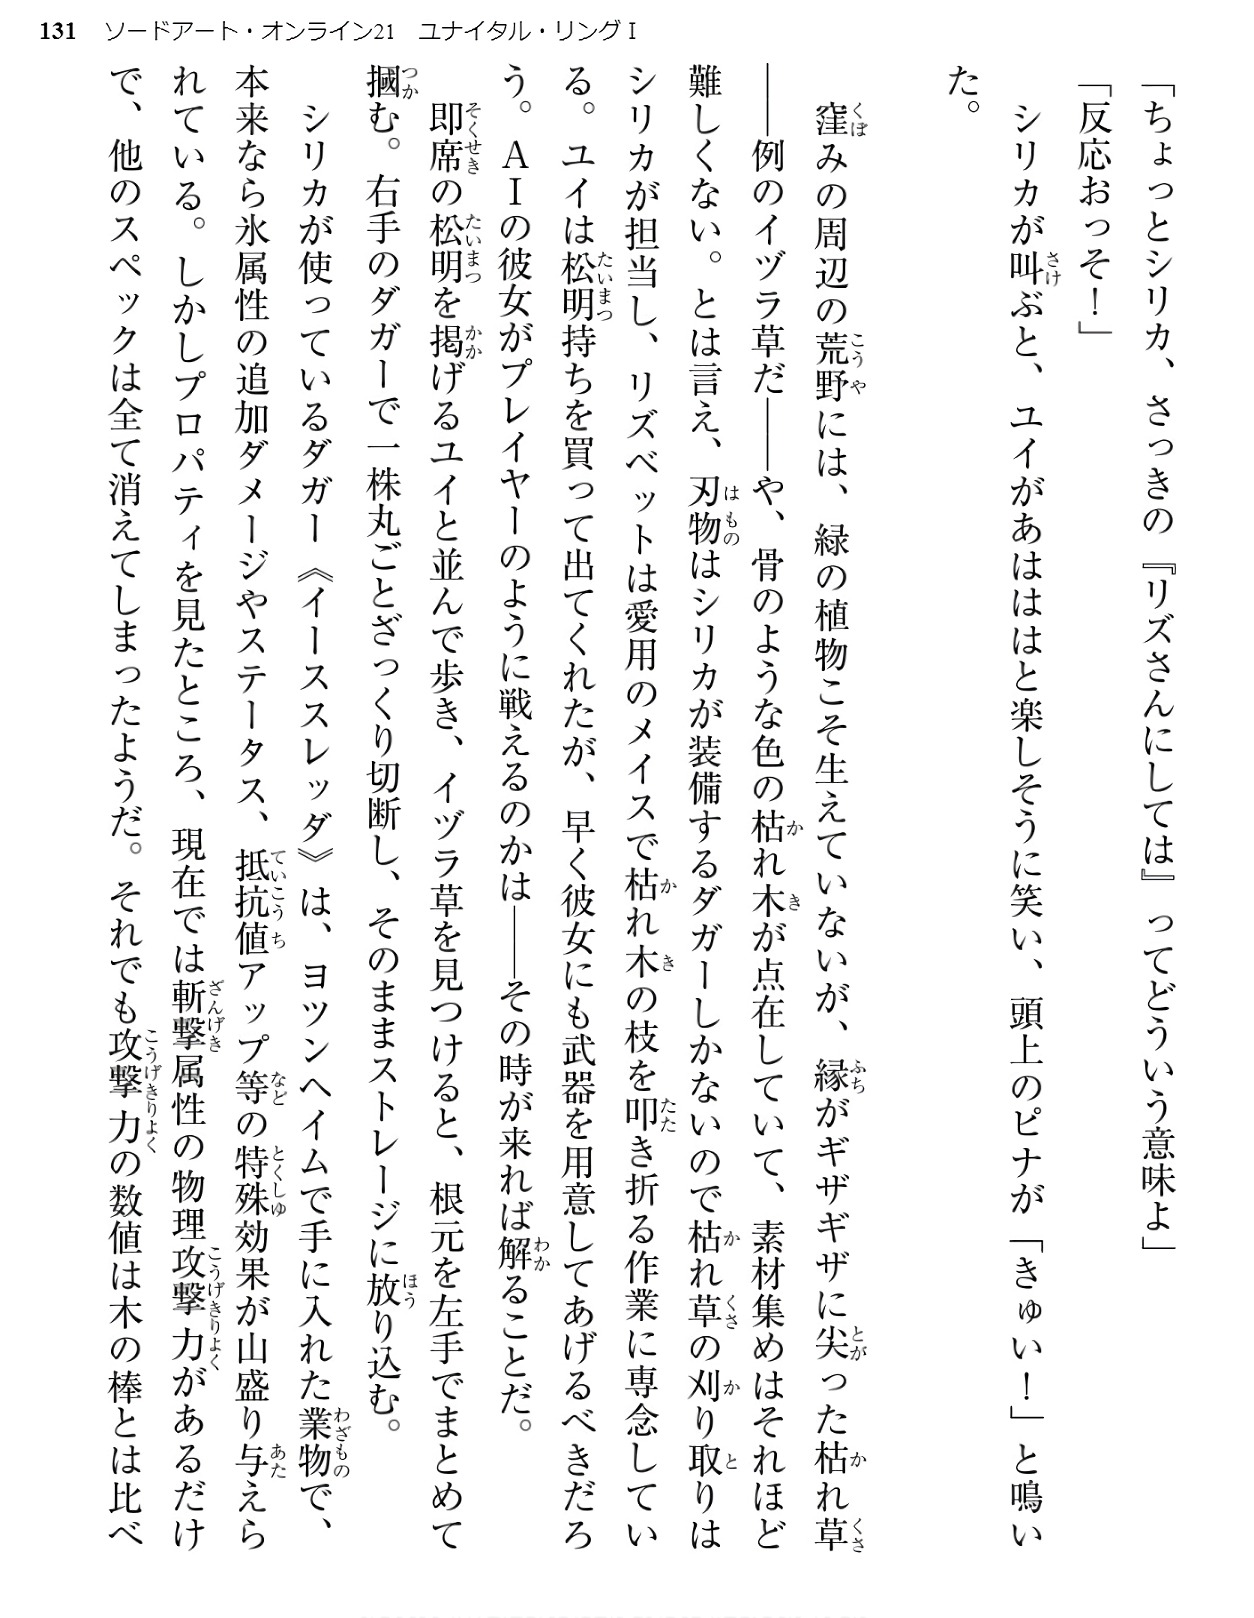 131　ソードアート・オンライン21　ユナイタル・リングⅠ
「ちょっとシリカ、さっきの『リズさんにしては』ってどういう意味よ」
「反応おっそ！」
　シリカが叫ぶと、ユイがあはははと楽しそうに笑い、頭上のピナが「きゅい！」と鳴い
た。
　窪みの周辺の荒野には、緑の植物こそ生えていないが、縁がギザギザに尖った枯れ草
――例のイヅラ草だ――や、骨のような色の枯れ木が点在していて、素材集めはそれほど
難しくない。とは言え、刃物はシリカが装備するダガーしかないので枯れ草の刈り取りは
シリカが担当し、リズベットは愛用のメイスで枯れ木の枝を叩き折る作業に専念してい
る。ユイは松明持ちを買って出てくれたが、早く彼女にも武器を用意してあげるべきだろ
う。ＡＩの彼女がプレイヤーのように戦えるのかは――その時が来れば解ることだ。
　即席の松明を掲げるユイと並んで歩き、イヅラ草を見つけると、根元を左手でまとめて
摑む。右手のダガーで一株丸ごとざっくり切断し、そのままストレージに放り込む。
　シリカが使っているダガー《イーススレッダ》は、ヨツンヘイムで手に入れた業物で、
本来なら氷属性の追加ダメージやステータス、抵抗値アップ等の特殊効果が山盛り与えら
れている。しかしプロパティを見たところ、現在では斬撃属性の物理攻撃力があるだけ
で、他のスペックは全て消えてしまったようだ。それでも攻撃力の数値は木の棒とは比べ